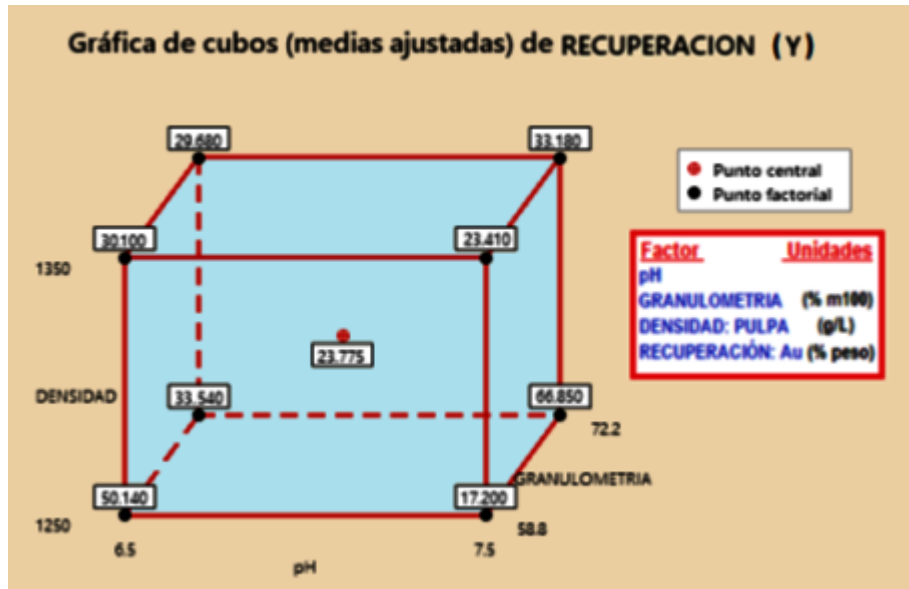 Gráfica de cubos (medias ajustadas) de RECUPERACION (Y)
29.680
33.180
Punto central
Punto factorial
30.100
23.410
1350
Factor Unidades
pH
GRANULOMETRIA (% m100)
DENSIDAD: PULPA (g/L)
RECUPERACIÓN: Au (% peso)
23.775
DENSIDAD
33.540
66.850
72.2
GRANULOMETRIA
50.140
17.200
1250
58.8
6.5
7.5
pH